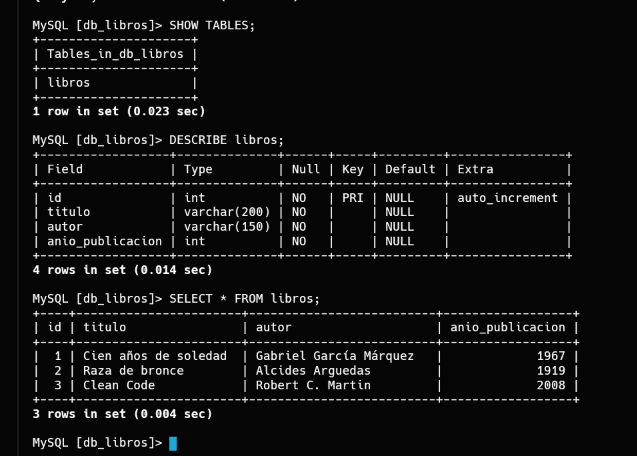 MySQL [db_libros]> SHOW TABLES;
+---------------------+
| Tables_in_db_libros |
+---------------------+
| libros              |
+---------------------+
1 row in set (0.023 sec)
MySQL [db_libros]> DESCRIBE libros;
+------------------+--------------+------+-----+---------+----------------+
| Field            | Type         | Null | Key | Default | Extra          |
+------------------+--------------+------+-----+---------+----------------+
| id               | int          | NO   | PRI | NULL    | auto_increment |
| titulo           | varchar(200) | NO   |     | NULL    |                |
| autor            | varchar(150) | NO   |     | NULL    |                |
| anio_publicacion | int          | NO   |     | NULL    |                |
+------------------+--------------+------+-----+---------+----------------+
4 rows in set (0.014 sec)
MySQL [db_libros]> SELECT * FROM libros;
+----+-----------------------+--------------------------+------------------+
| id | titulo                | autor                    | anio_publicacion |
+----+-----------------------+--------------------------+------------------+
|  1 | Cien años de soledad  | Gabriel García Márquez   |             1967 |
|  2 | Raza de bronce        | Alcides Arguedas         |             1919 |
|  3 | Clean Code            | Robert C. Martin         |             2008 |
+----+-----------------------+--------------------------+------------------+
3 rows in set (0.004 sec)
MySQL [db_libros]>